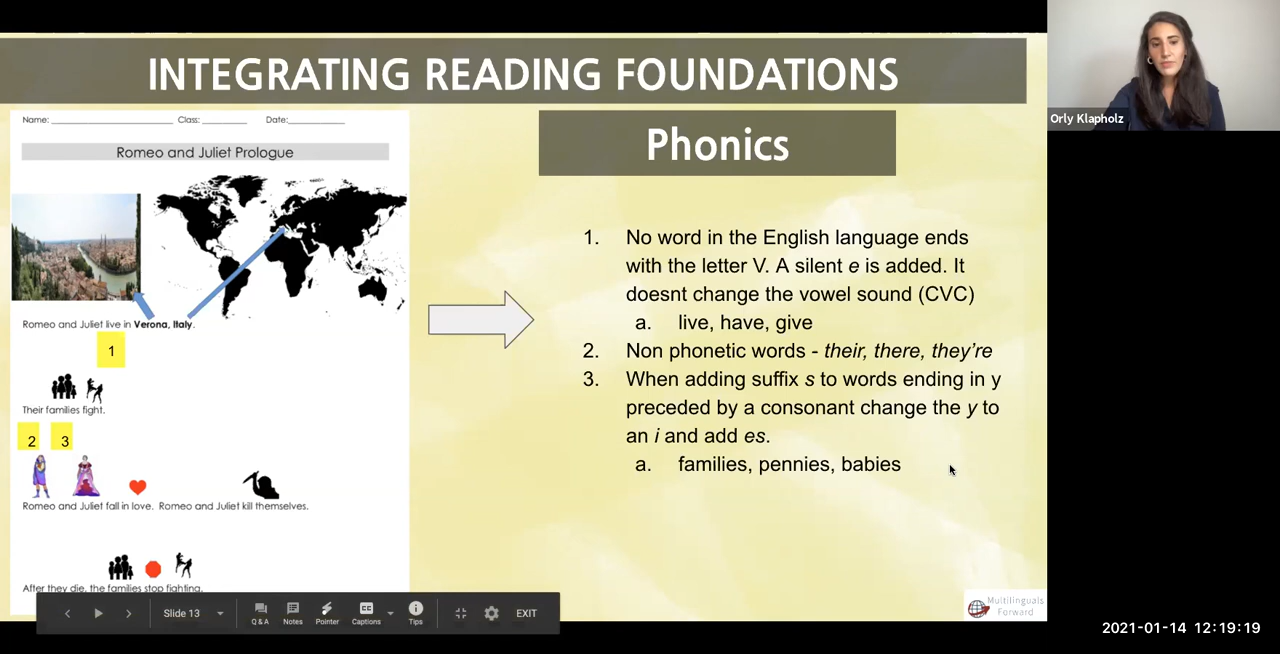 INTEGRATING READING FOUNDATIONS
Orly Klapholz
Name: Class: Date:
Romeo and Juliet Prologue
Romeo and Juliet live in Verona, Italy.
1
Their families fight.
2 3
Romeo and Juliet fall in love. Romeo and Juliet kill themselves.
After they die, the families stop fighting.
Phonics
1. No word in the English language ends
with the letter V. A silent e is added. It
doesnt change the vowel sound (CVC)
a. live, have, give
2. Non phonetic words - their, there, they're
3. When adding suffix s to words ending in y
preceded by a consonant change the y to
an i and add es.
a. families, pennies, babies
Multilinguals
Forward
Slide 13
Q & A
Notes
Pointer
CC
Captions
Tips
EXIT
2021-01-14 12:19:19